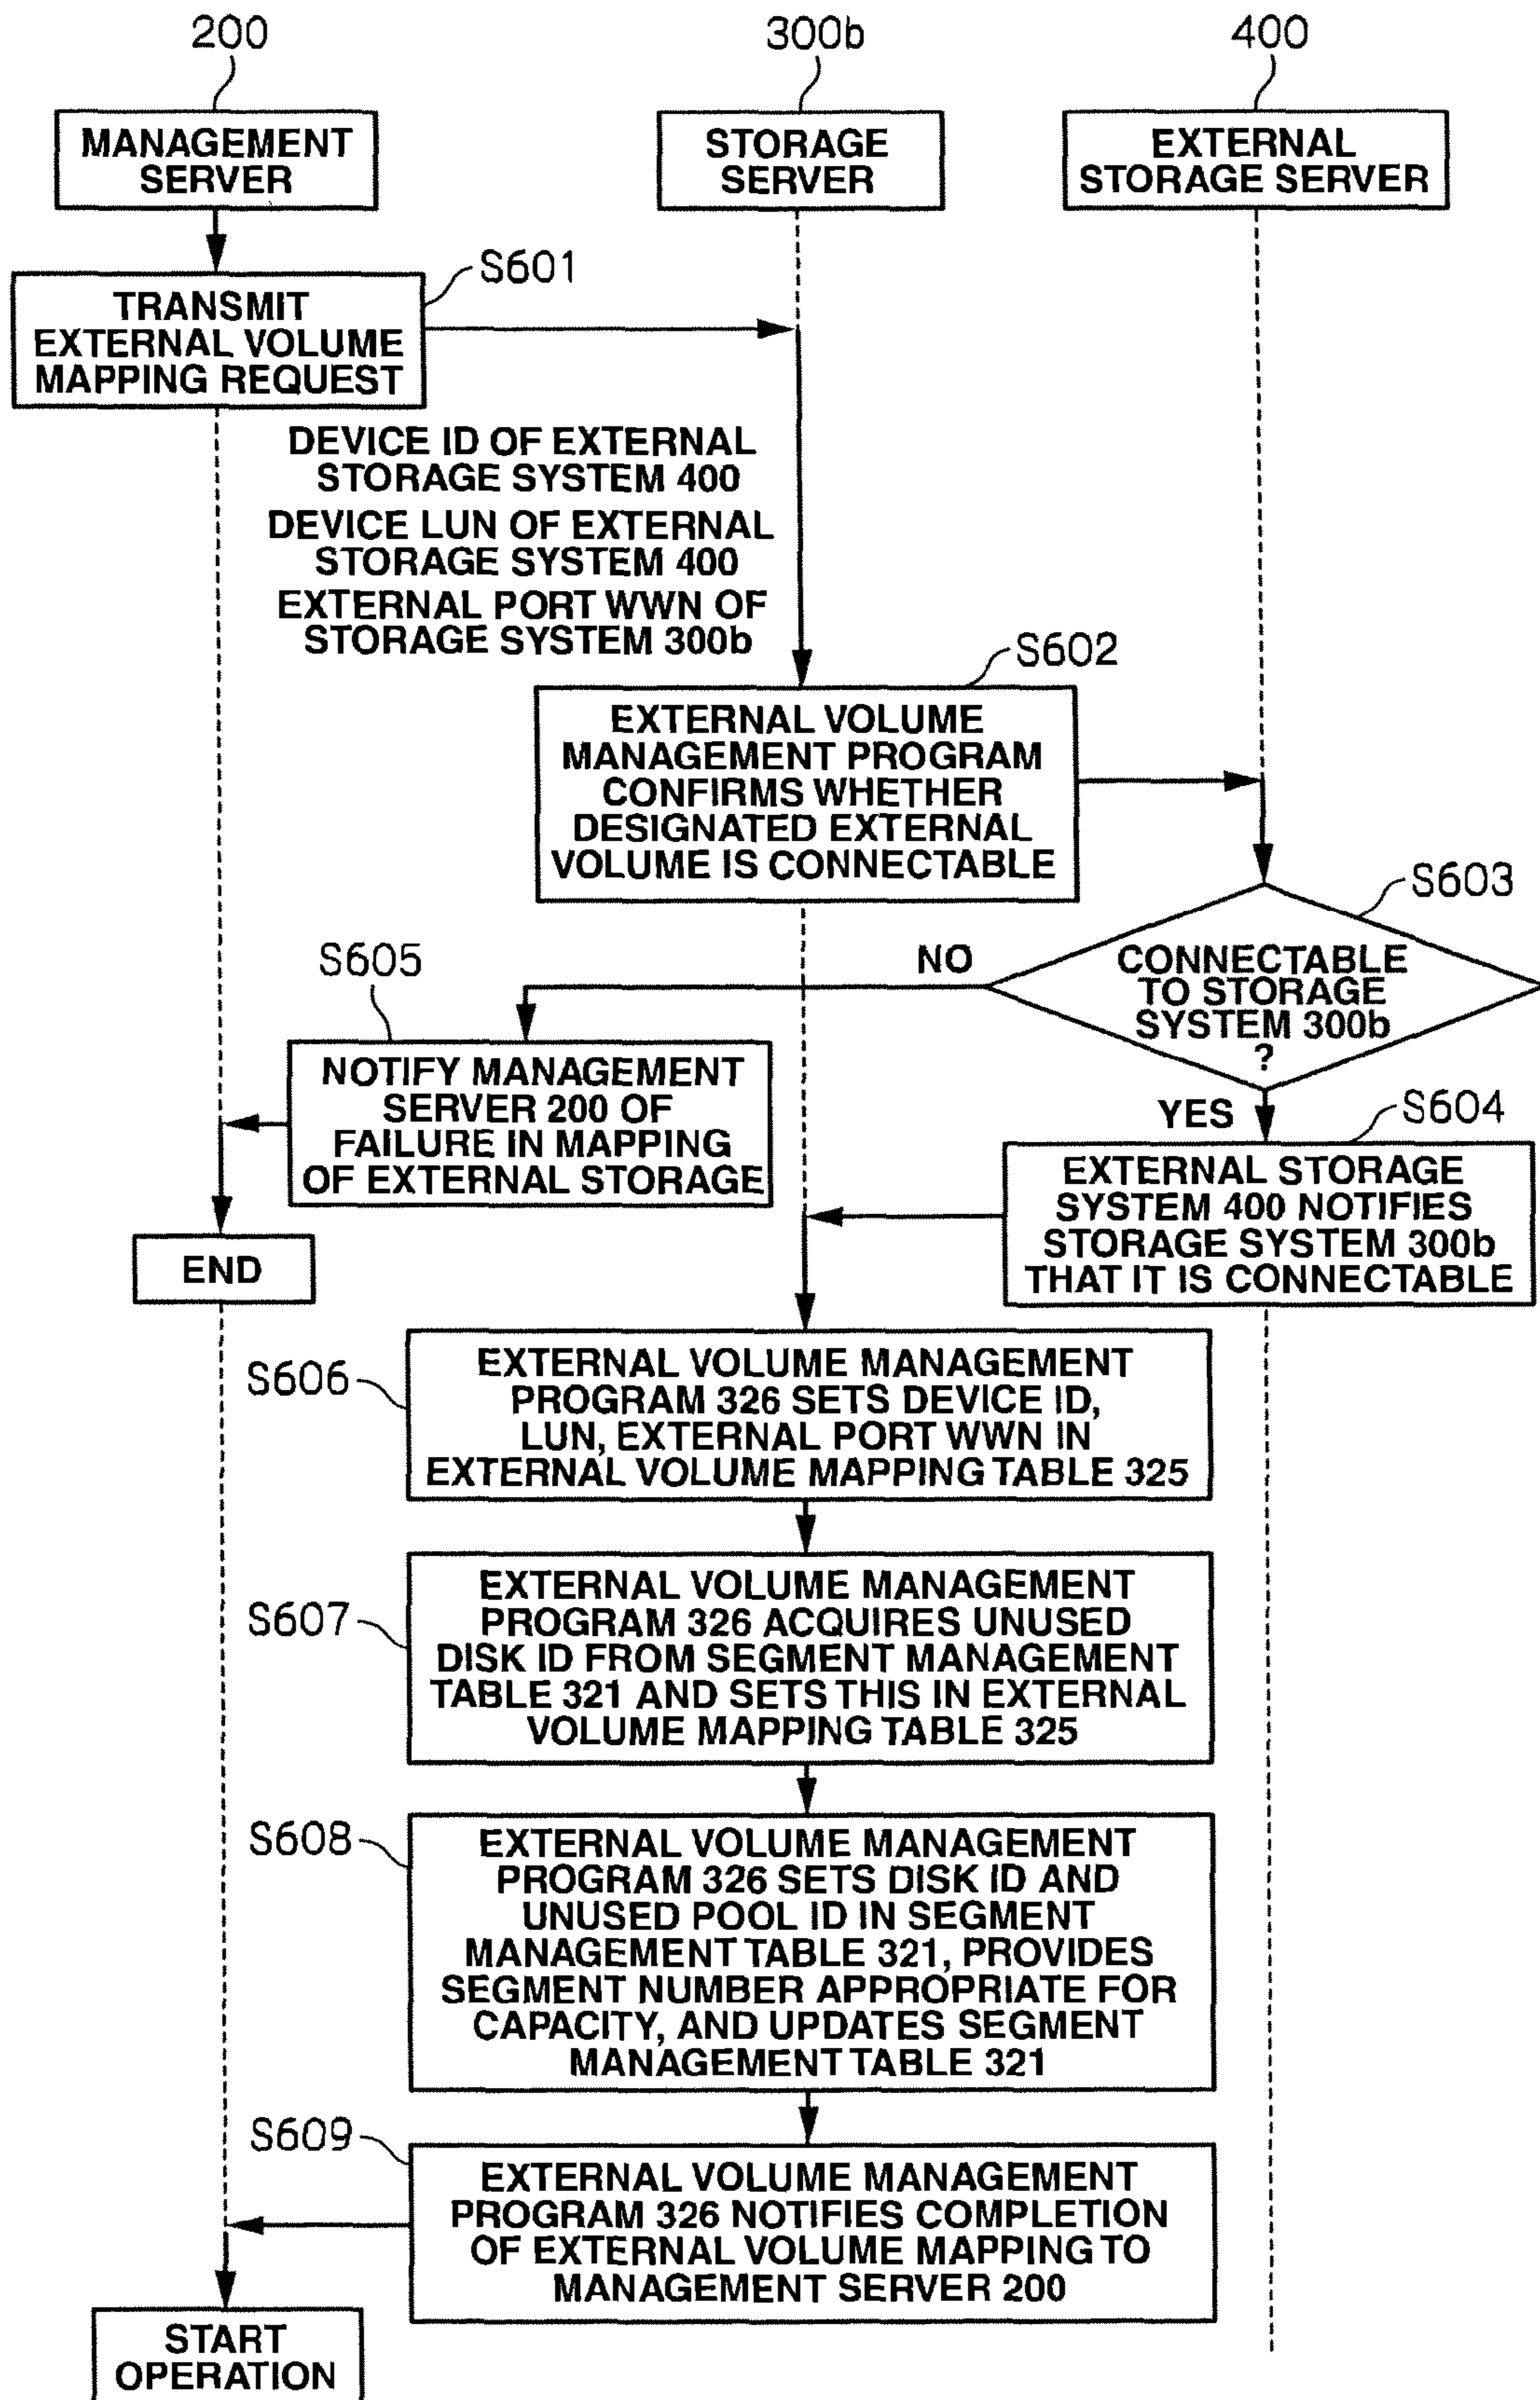 200
300b
400
MANAGEMENT
SERVER
STORAGE
SERVER
EXTERNAL
STORAGE SERVER
S601
TRANSMIT
EXTERNAL VOLUME
MAPPING REQUEST
DEVICE ID OF EXTERNAL
STORAGE SYSTEM 400
DEVICE LUN OF EXTERNAL
STORAGE SYSTEM 400
EXTERNAL PORT WWN OF
STORAGE SYSTEM 300b
S602
EXTERNAL VOLUME
MANAGEMENT PROGRAM
CONFIRMS WHETHER
DESIGNATED EXTERNAL
VOLUME IS CONNECTABLE
S603
CONNECTABLE
TO STORAGE
SYSTEM 300b
?
NO
S605
NOTIFY MANAGEMENT
SERVER 200 OF
FAILURE IN MAPPING
OF EXTERNAL STORAGE
YES
S604
EXTERNAL STORAGE
SYSTEM 400 NOTIFIES
STORAGE SYSTEM 300b
THAT IT IS CONNECTABLE
END
S606
EXTERNAL VOLUME MANAGEMENT
PROGRAM 326 SETS DEVICE ID,
LUN, EXTERNAL PORT WWN IN
EXTERNAL VOLUME MAPPING TABLE 325
S607
EXTERNAL VOLUME MANAGEMENT
PROGRAM 326 ACQUIRES UNUSED
DISK ID FROM SEGMENT MANAGEMENT
TABLE 321 AND SETS THIS IN EXTERNAL
VOLUME MAPPING TABLE 325
S608
EXTERNAL VOLUME MANAGEMENT
PROGRAM 326 SETS DISK ID AND
UNUSED POOL ID IN SEGMENT
MANAGEMENT TABLE 321, PROVIDES
SEGMENT NUMBER APPROPRIATE FOR
CAPACITY, AND UPDATES SEGMENT
MANAGEMENT TABLE 321
S609
EXTERNAL VOLUME MANAGEMENT
PROGRAM 326 NOTIFIES COMPLETION
OF EXTERNAL VOLUME MAPPING TO
MANAGEMENT SERVER 200
START
OPERATION